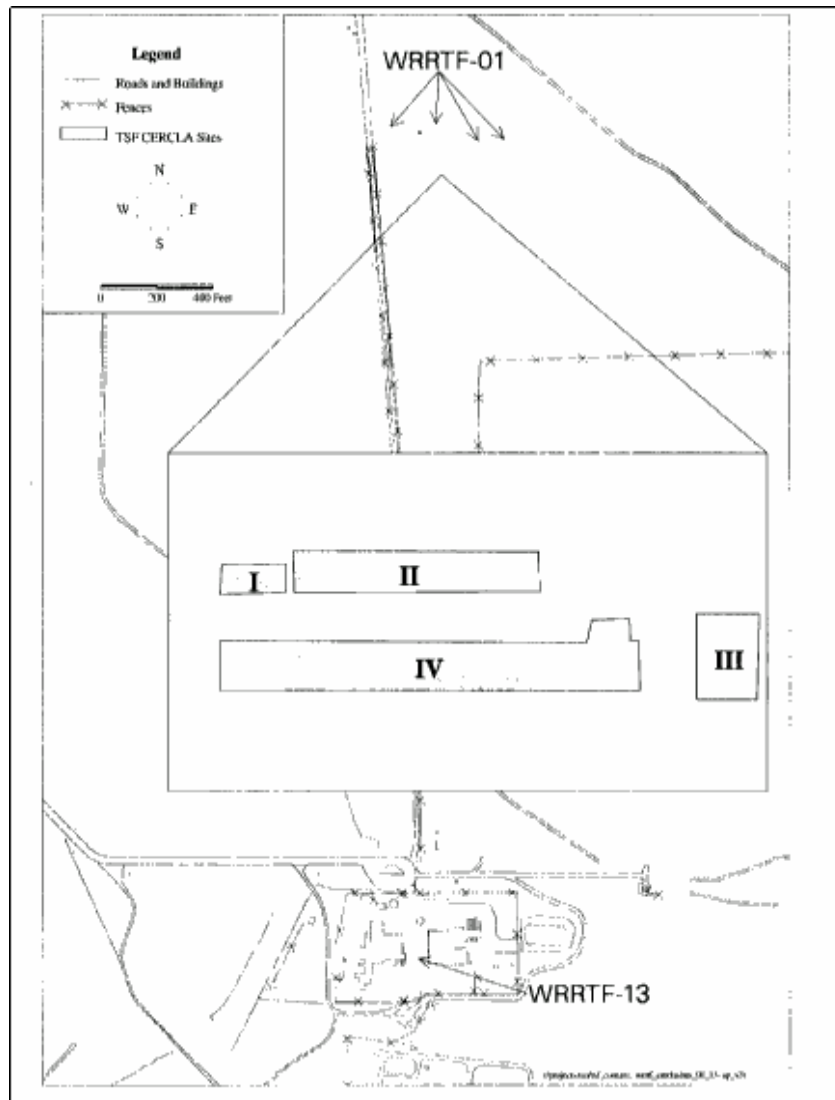 Legend
Roads and Buildings
Fences
TSF CERCLA Sites
N
W E
S
0 200 400 Feet
WRRTF-01
I II
IV III
WRRTF-13